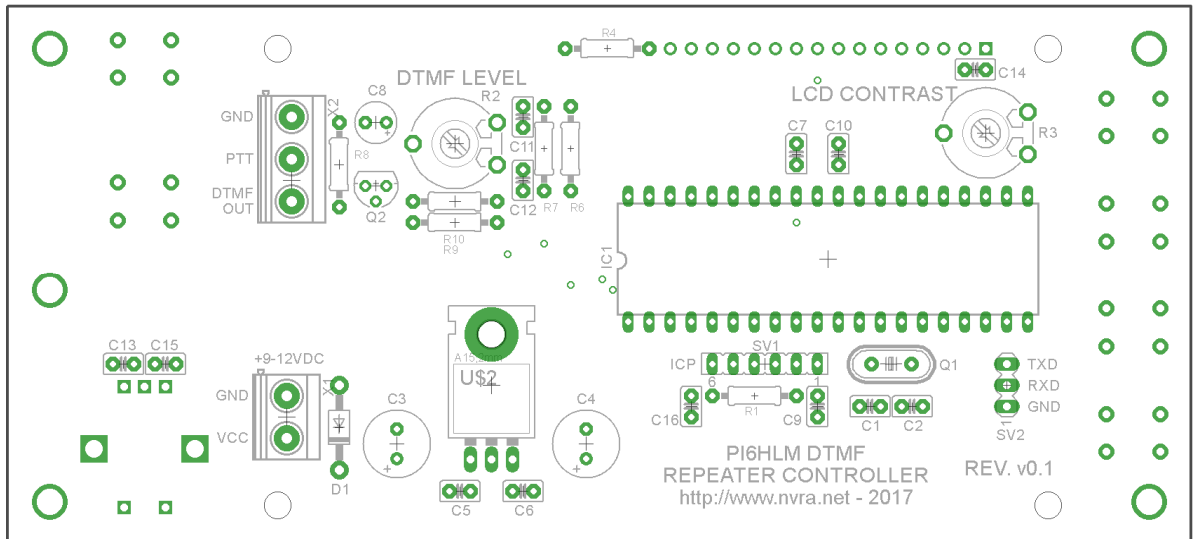 R4
C14
DTMF LEVEL
LCD CONTRAST
C8
R2
X2
GND
PTT
DTMF
OUT
R8
Q2
C11
C12
R7
R6
R10
R9
C7
C10
R3
IC1
C13
C15
+9-12VDC
GND
VCC
X1
D1
C3
A15,2mm
U$2
C4
C5
C6
ICP
SV1
6
1
C16
R1
C9
Q1
C1
C2
TXD
RXD
GND
1
SV2
PI6HLM DTMF
REPEATER CONTROLLER
http://www.nvra.net - 2017
REV. v0.1